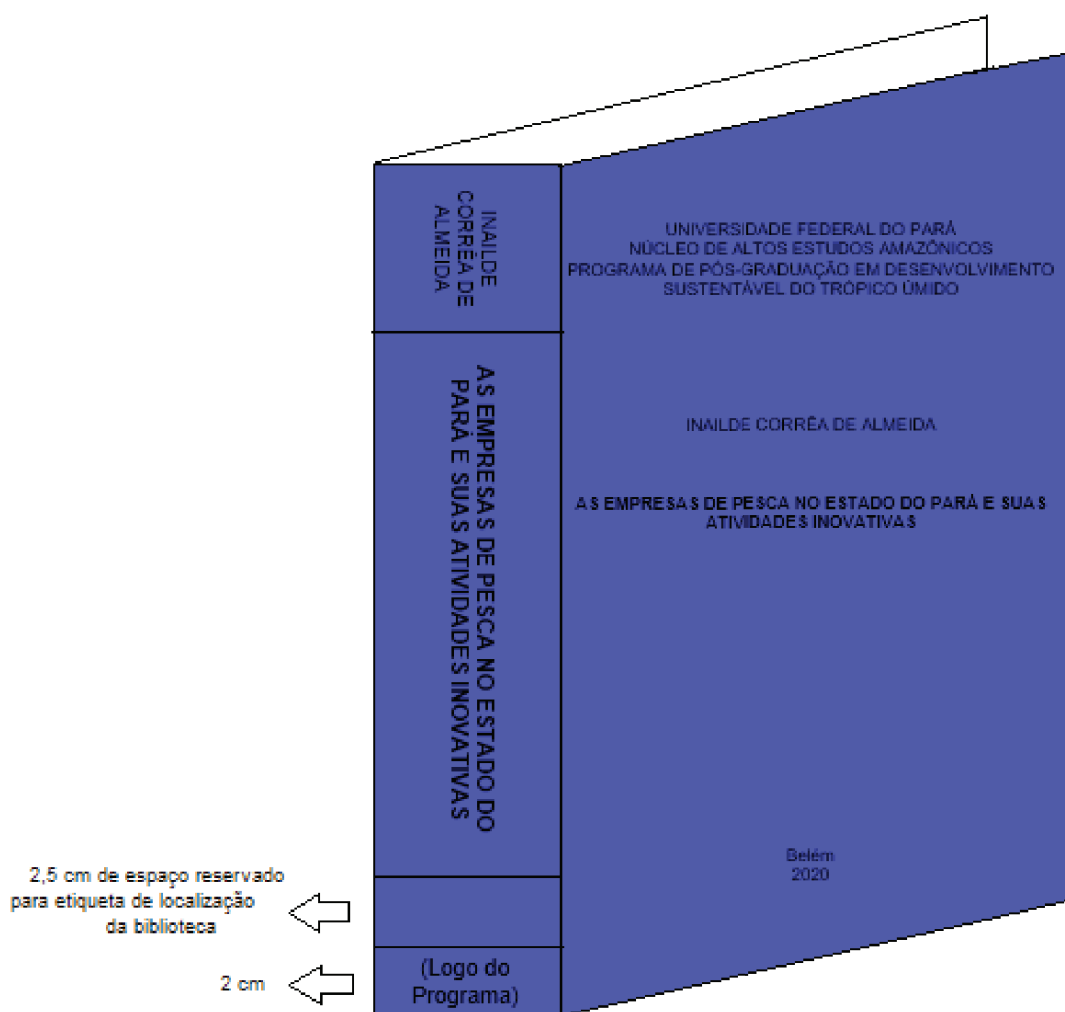 INAILDE
CORRÊA DE
ALMEIDA
AS EMPRESAS DE PESCA NO ESTADO DO
PARÁ E SUAS ATIVIDADES INOVATIVAS
2,5 cm de espaço reservado
para etiqueta de localização
da biblioteca
2 cm
(Logo do
Programa)
UNIVERSIDADE FEDERAL DO PARÁ
NÚCLEO DE ALTOS ESTUDOS AMAZÔNICOS
PROGRAMA DE PÓS-GRADUAÇÃO EM DESENVOLVIMENTO
SUSTENTÁVEL DO TRÓPICO ÚMIDO
INAILDE CORRÊA DE ALMEIDA
AS EMPRESAS DE PESCA NO ESTADO DO PARÁ E SUAS
ATIVIDADES INOVATIVAS
Belém
2020